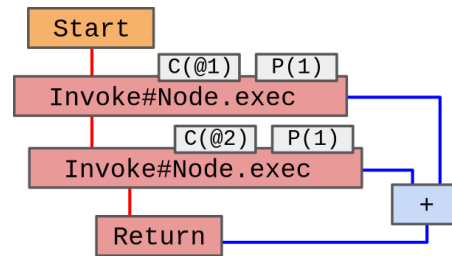 Start
C(@1) P(1)
Invoke#Node.exec
C(@2) P(1)
Invoke#Node.exec
+
Return